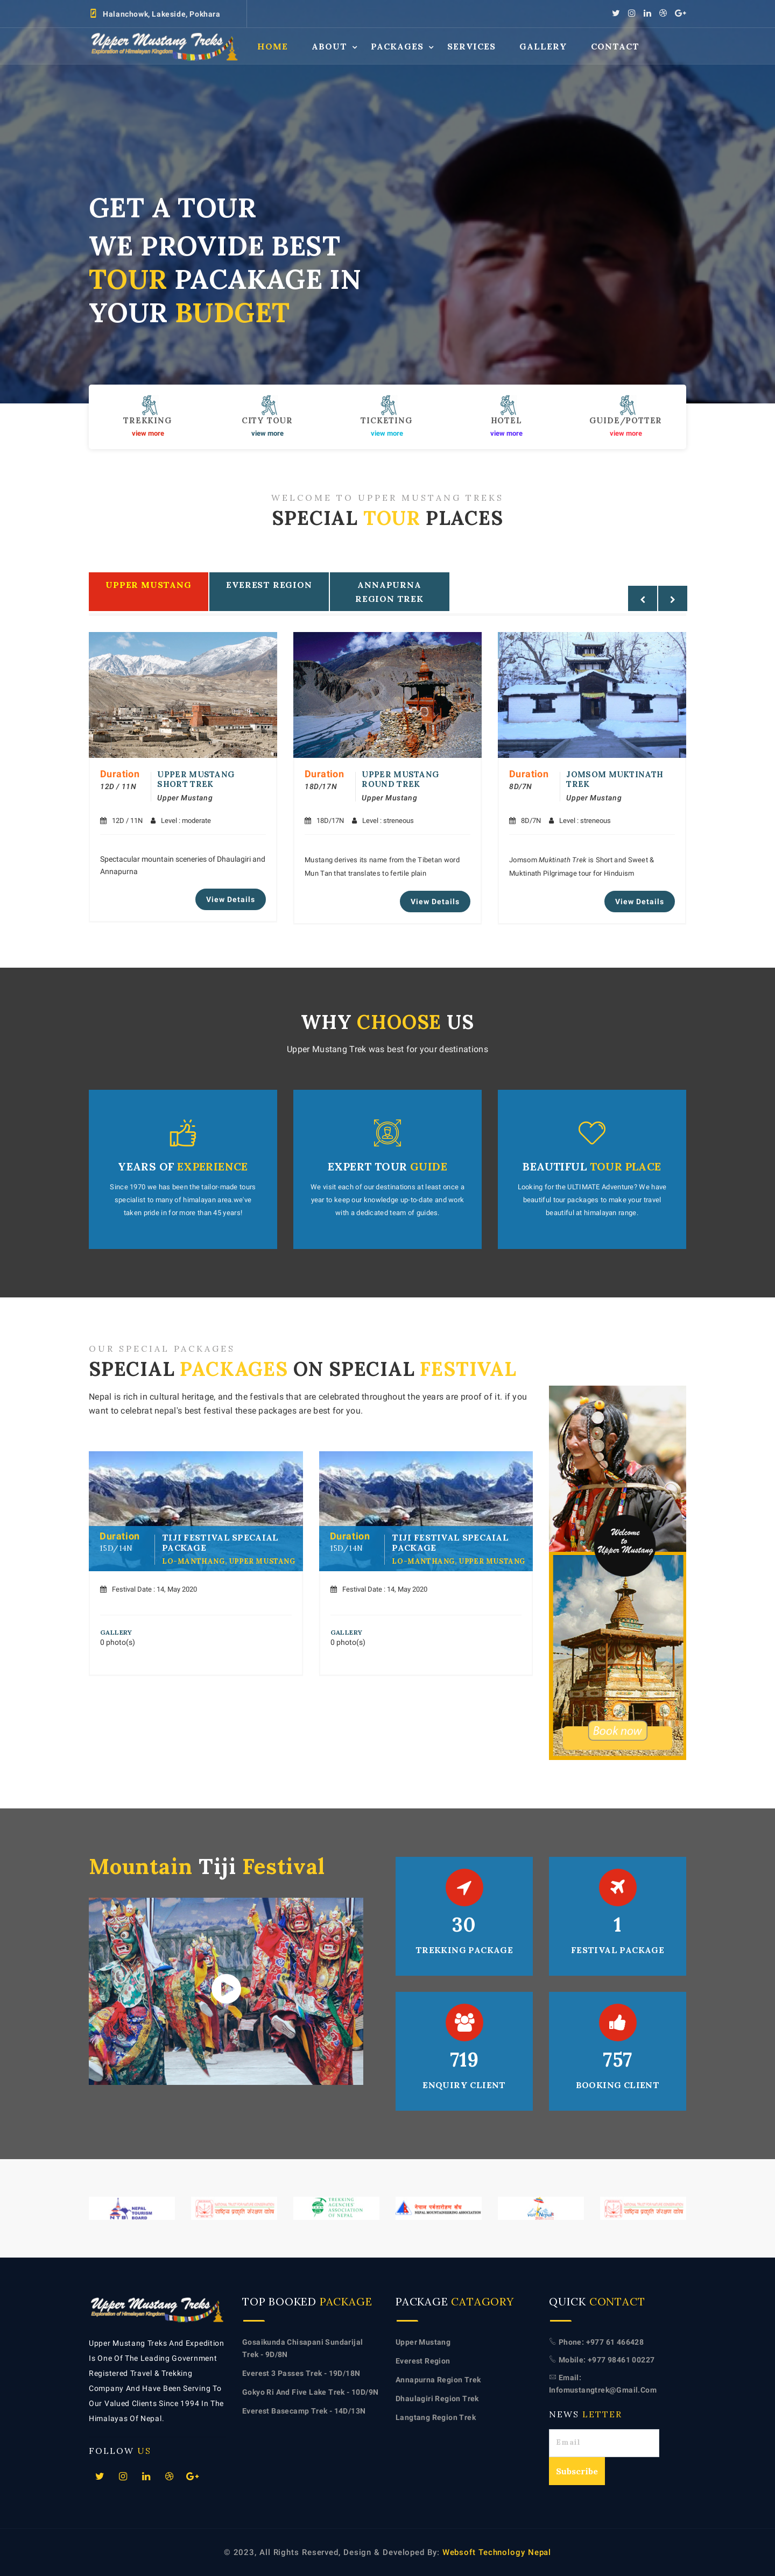 Halanchowk, Lakeside, Pokhara
Upper Mustang Treks
Exploration of Himalayan Kingdom
HOME ABOUT PACKAGES SERVICES GALLERY CONTACT
GET A TOUR
WE PROVIDE BEST
TOUR PACAKAGE IN
YOUR BUDGET
TREKKING CITY TOUR TICKETING HOTEL GUIDE/POTTER
view more view more view more view more view more
WELCOME TO UPPER MUSTANG TREKS
SPECIAL TOUR PLACES
UPPER MUSTANG EVEREST REGION ANNAPURNA
REGION TREK
Duration
12D / 11N
UPPER MUSTANG
SHORT TREK
Upper Mustang
12D / 11N Level : moderate
Spectacular mountain sceneries of Dhaulagiri and
Annapurna
View Details
Duration
18D/17N
UPPER MUSTANG
ROUND TREK
Upper Mustang
18D/17N Level : streneous
Mustang derives its name from the Tibetan word
Mun Tan that translates to fertile plain
View Details
Duration
8D/7N
JOMSOM MUKTINATH
TREK
Upper Mustang
8D/7N Level : streneous
Jomsom Muktinath Trek is Short and Sweet &
Muktinath Pilgrimage tour for Hinduism
View Details
WHY CHOOSE US
Upper Mustang Trek was best for your destinations
YEARS OF EXPERIENCE
Since 1970 we has been the tailor-made tours
specialist to many of himalayan area.we've
taken pride in for more than 45 years!
EXPERT TOUR GUIDE
We visit each of our destinations at least once a
year to keep our knowledge up-to-date and work
with a dedicated team of guides.
BEAUTIFUL TOUR PLACE
Looking for the ULTIMATE Adventure? We have
beautiful tour packages to make your travel
beautiful at himalayan range.
OUR SPECIAL PACKAGES
SPECIAL PACKAGES ON SPECIAL FESTIVAL
Nepal is rich in cultural heritage, and the festivals that are celebrated throughout the years are proof of it. if you
want to celebrat nepal's best festival these packages are best for you.
Duration
15D/14N
TIJI FESTIVAL SPECAIAL
PACKAGE
LO-MANTHANG, UPPER MUSTANG
Festival Date : 14, May 2020
GALLERY
0 photo(s)
Duration
15D/14N
TIJI FESTIVAL SPECAIAL
PACKAGE
LO-MANTHANG, UPPER MUSTANG
Festival Date : 14, May 2020
GALLERY
0 photo(s)
Welcome
to
Upper Mustang
Book now
Mountain Tiji Festival
30
TREKKING PACKAGE
1
FESTIVAL PACKAGE
719
ENQUIRY CLIENT
757
BOOKING CLIENT
NEPAL
TOURISM
BOARD
TREKKING
AGENCIES'
ASSOCIATION
OF NEPAL
नेपाल पर्वतारोहण संघ
NEPAL MOUNTAINEERING ASSOCIATION
Upper Mustang Treks
Exploration of Himalayan Kingdom
Upper Mustang Treks And Expedition
Is One Of The Leading Government
Registered Travel & Trekking
Company And Have Been Serving To
Our Valued Clients Since 1994 In The
Himalayas Of Nepal.
FOLLOW US
TOP BOOKED PACKAGE
Gosaikunda Chisapani Sundarijal
Trek - 9D/8N
Everest 3 Passes Trek - 19D/18N
Gokyo Ri And Five Lake Trek - 10D/9N
Everest Basecamp Trek - 14D/13N
PACKAGE CATAGORY
Upper Mustang
Everest Region
Annapurna Region Trek
Dhaulagiri Region Trek
Langtang Region Trek
QUICK CONTACT
Phone: +977 61 466428
Mobile: +977 98461 00227
Email:
Infomustangtrek@Gmail.Com
NEWS LETTER
Email
Subscribe
© 2023, All Rights Reserved, Design & Developed By: Websoft Technology Nepal